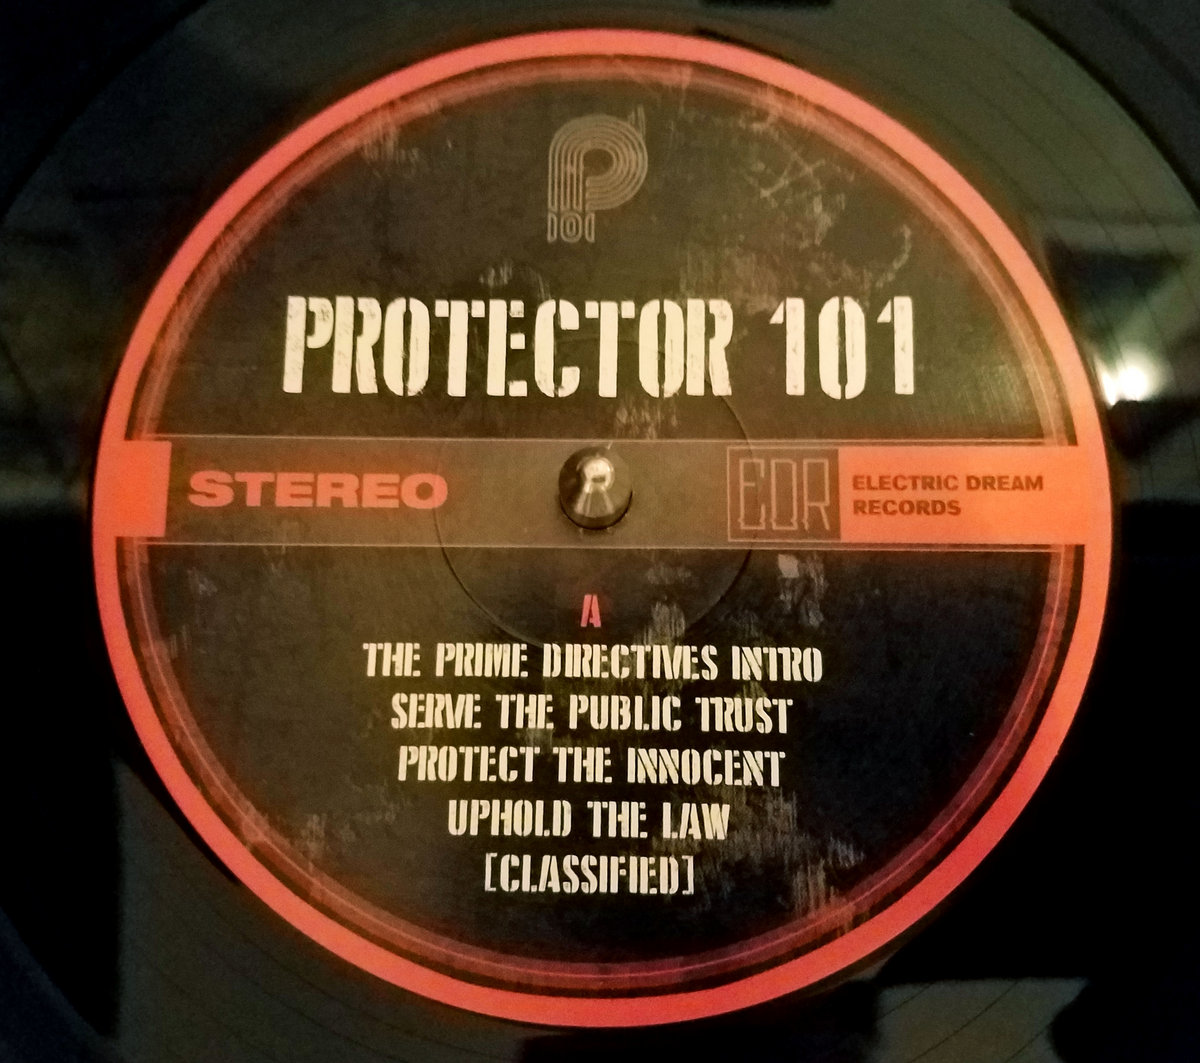 P
101
PROTECTOR 101
STEREO
EDR
ELECTRIC DREAM
RECORDS
A
THE PRIME DIRECTIVES INTRO
SERVE THE PUBLIC TRUST
PROTECT THE INNOCENT
UPHOLD THE LAW
[CLASSIFIED]